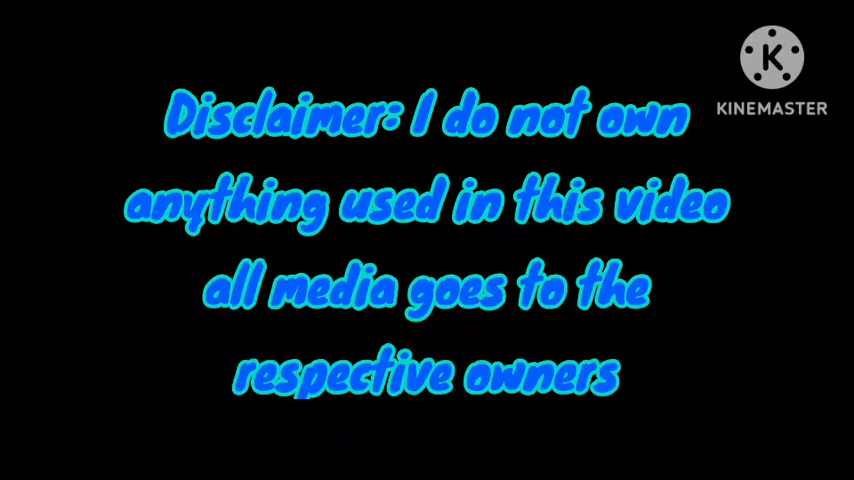 KINEMASTER
Disclaimer: I do not own
anything used in this video
all media goes to the
respective owners